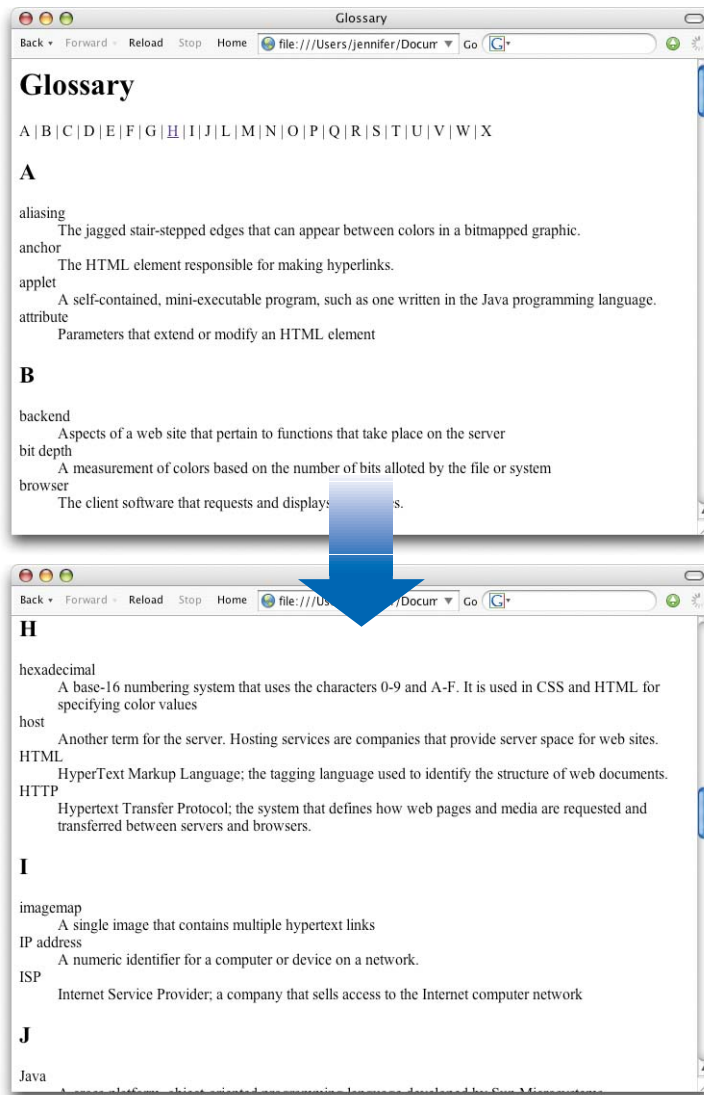 Glossary
Back Forward Reload Stop Home file:///Users/jennifer/Docum Go G
Glossary
A | B | C | D | E | F | G | H | I | J | L | M | N | O | P | Q | R | S | T | U | V | W | X
A
aliasing
The jagged stair-stepped edges that can appear between colors in a bitmapped graphic.
anchor
The HTML element responsible for making hyperlinks.
applet
A self-contained, mini-executable program, such as one written in the Java programming language.
attribute
Parameters that extend or modify an HTML element
B
backend
Aspects of a web site that pertain to functions that take place on the server
bit depth
A measurement of colors based on the number of bits alloted by the file or system
browser
The client software that requests and displays
Back Forward Reload Stop Home file:///Us er/Docum Go G
H
hexadecimal
A base-16 numbering system that uses the characters 0-9 and A-F. It is used in CSS and HTML for
specifying color values
host
Another term for the server. Hosting services are companies that provide server space for web sites.
HTML
HyperText Markup Language; the tagging language used to identify the structure of web documents.
HTTP
Hypertext Transfer Protocol; the system that defines how web pages and media are requested and
transferred between servers and browsers.
I
imagemap
A single image that contains multiple hypertext links
IP address
A numeric identifier for a computer or device on a network.
ISP
Internet Service Provider; a company that sells access to the Internet computer network
J
Java